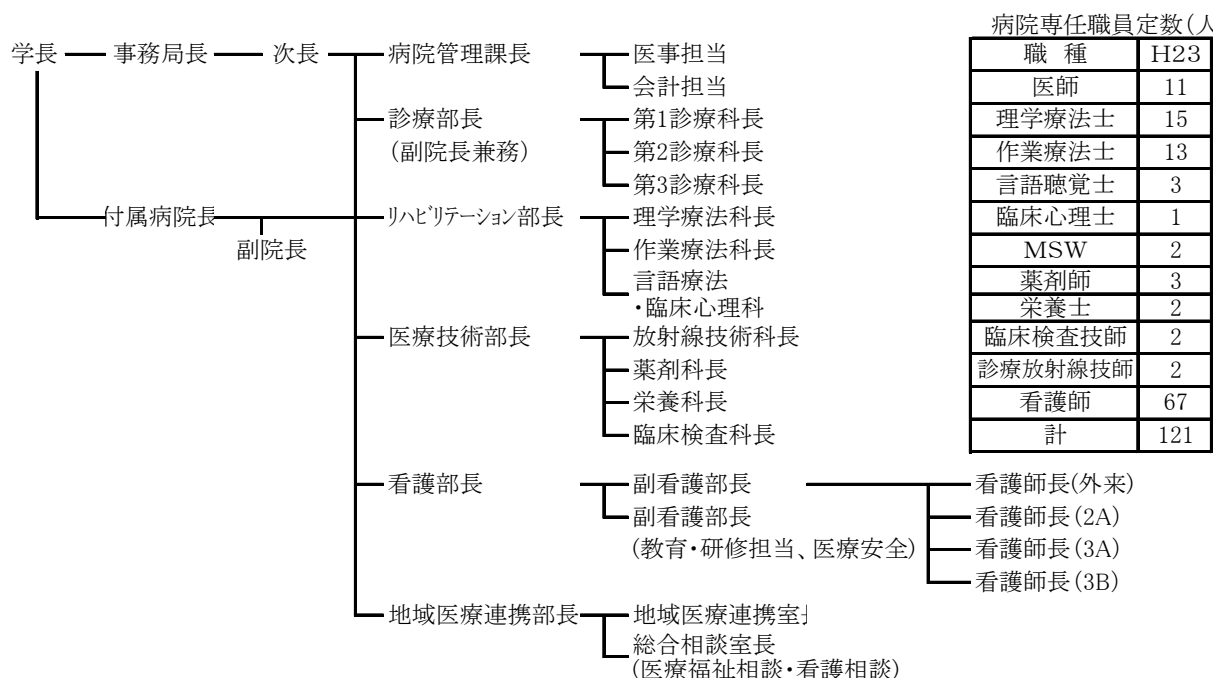 病院専任職員定数(人
学長 事務局長 次長 病院管理課長 医事担当
会計担当
診療部長 第1診療科長
(副院長兼務) 第2診療科長
第3診療科長
付属病院長 リハビリテーション部長 理学療法科長
副院長 作業療法科長
言語療法
・臨床心理科
医療技術部長 放射線技術科長
薬剤科長
栄養科長
臨床検査科長
看護部長 副看護部長 看護師長(外来)
副看護部長 看護師長(2A)
(教育・研修担当、医療安全) 看護師長(3A)
看護師長(3B)
地域医療連携部長 地域医療連携室長
総合相談室長
(医療福祉相談・看護相談)
職 種 H23
医師 11
理学療法士 15
作業療法士 13
言語聴覚士 3
臨床心理士 1
MSW 2
薬剤師 3
栄養士 2
臨床検査技師 2
診療放射線技師 2
看護師 67
計 121